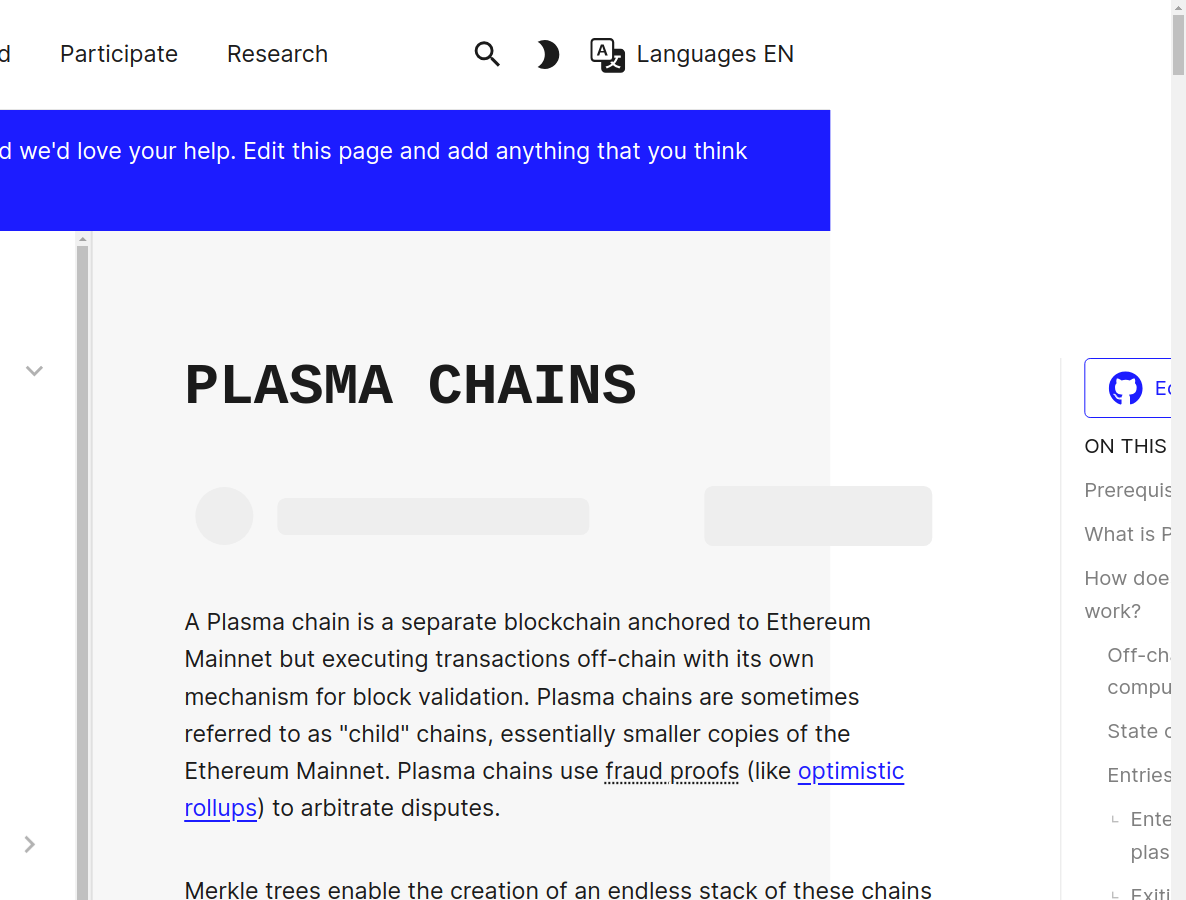 Participate
Research
Languages EN
we'd love your help. Edit this page and add anything that you think
PLASMA CHAINS
A Plasma chain is a separate blockchain anchored to Ethereum
Mainnet but executing transactions off-chain with its own
mechanism for block validation. Plasma chains are sometimes
referred to as "child" chains, essentially smaller copies of the
Ethereum Mainnet. Plasma chains use fraud proofs (like optimistic
rollups) to arbitrate disputes.
Merkle trees enable the creation of an endless stack of these chains
ON THIS
Prerequis
What is P
How doe
work?
Off-ch
compu
State c
Entries
Ente
plas
Exiti